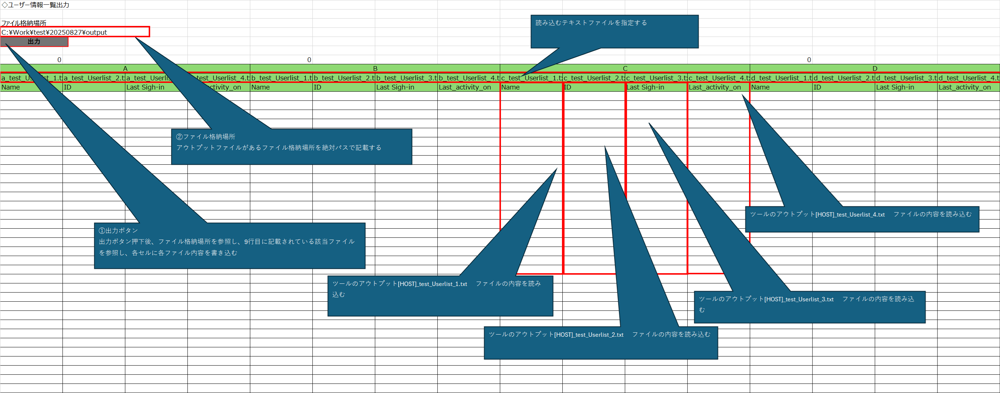 ◇ユーザー情報一覧出力
ファイル格納場所
C:¥Work¥test¥20250827¥output
出力
読み込むテキストファイルを指定する
0 0 0
A B C D
a_test_Us st_1.t a_test_Userlist_2.t a_test_Userlis test_Userlist_4.t b_test_Userlist_1.t b_test_Userlist_2.t b_test_Userlist_3.t b_test_Userlist_4.t c_test_Userlist_1.t c_test_Userlist_2.t c_test_Userlist_3.t c_test_Userlist_4.t d_test_Userlist_1.t d_test_Userlist_2.t d_test_Userlist_3.t d_test_Userlist_4.t
Name ID Last Sigh-in ctivity_on Name ID Last Sigh-in Last_activity_on Name ID Last Sigh-in Last_activity_on Name ID Last Sigh-in Last_activity_on
②ファイル格納場所
アウトプットファイルがあるファイル格納場所を絶対パスで記載する
ツールのアウトプット[HOST]_test_Userlist_4.txt ファイルの内容を読み込む
①出力ボタン
出力ボタン押下後、ファイル格納場所を参照し、9行目に記載されている該当ファイル
を参照し、各セルに各ファイル内容を書き込む
ツールのアウトプット[HOST]_test_Userlist_1.txt ファイルの内容を読み
込む
ツールのアウトプット[HOST]_test_Userlist_3.txt ファイルの内容を読み込
む
ツールのアウトプット[HOST]_test_Userlist_2.txt ファイルの内容を読み込む